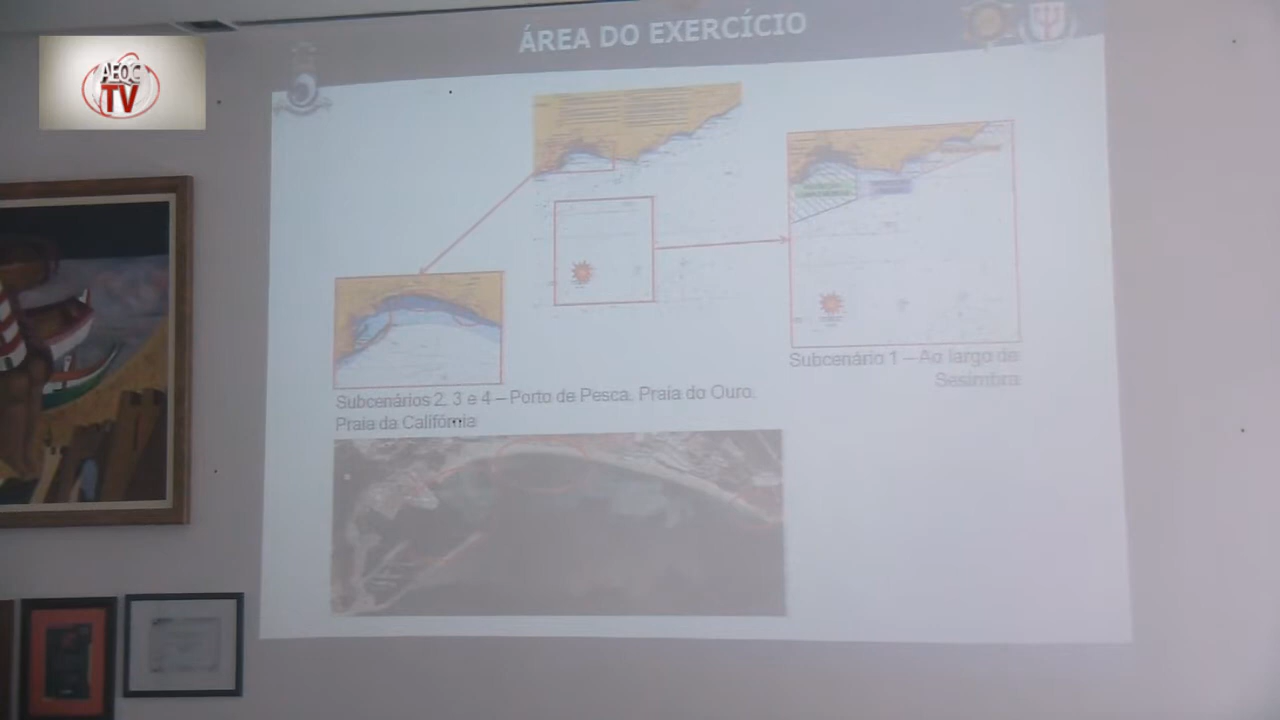 AEQC
TV
ÁREA DO EXERCÍCIO
Subcenário 1 – Ao largo de
Sesimbra
Subcenários 2, 3 e 4 – Porto de Pesca, Praia do Ouro,
Praia da Califórnia